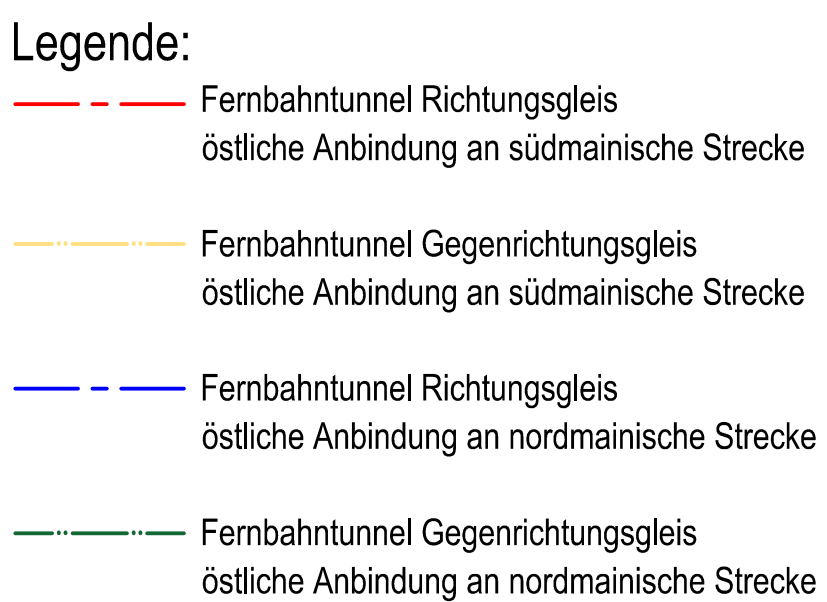 Legende:
Fernbahntunnel Richtungsgleis
östliche Anbindung an südmainische Strecke
Fernbahntunnel Gegenrichtungsgleis
östliche Anbindung an südmainische Strecke
Fernbahntunnel Richtungsgleis
östliche Anbindung an nordmainische Strecke
Fernbahntunnel Gegenrichtungsgleis
östliche Anbindung an nordmainische Strecke